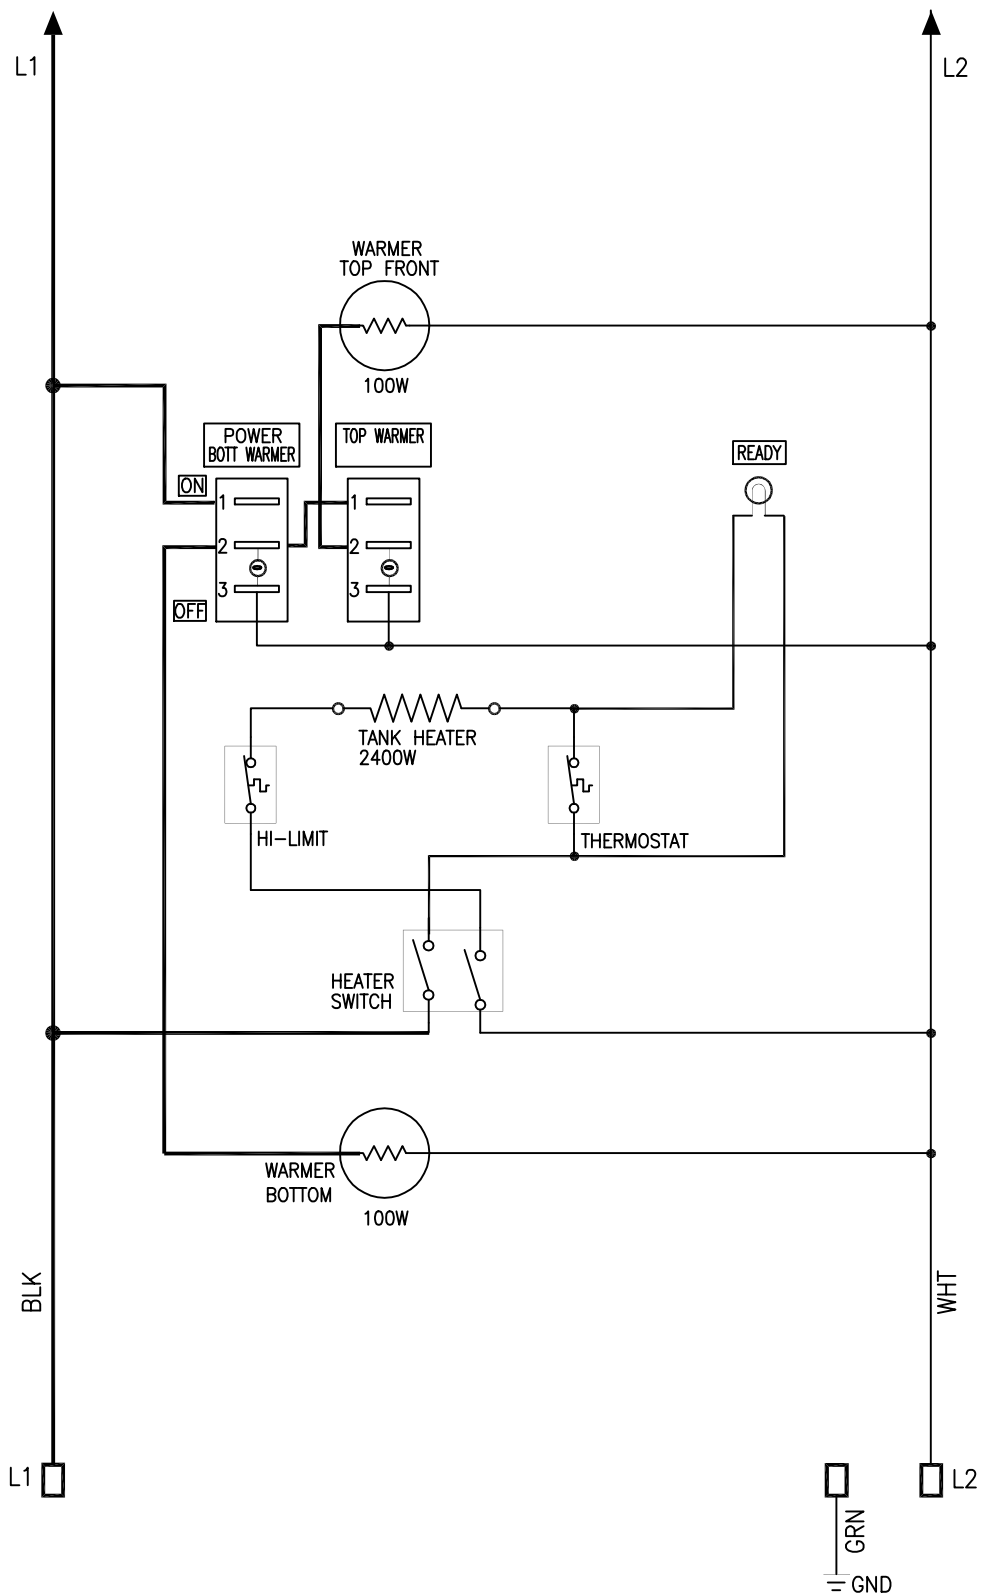 L1
L2
WARMER
TOP FRONT
100W
POWER
BOTT WARMER
TOP WARMER
READY
ON
1
1
2
2
3
3
OFF
TANK HEATER
2400W
HI-LIMIT
THERMOSTAT
HEATER
SWITCH
WARMER
BOTTOM
100W
BLK
WHT
L1
L2
GRN
GND